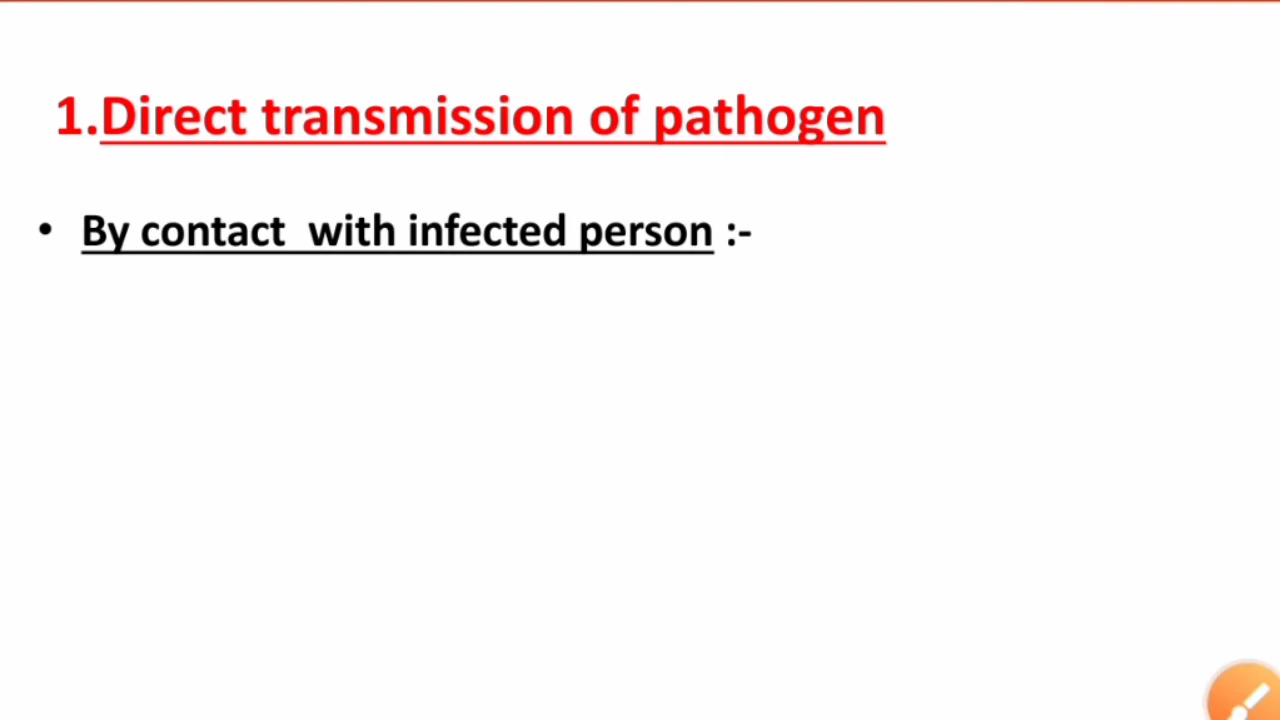 1.Direct transmission of pathogen
• By contact  with infected person :-